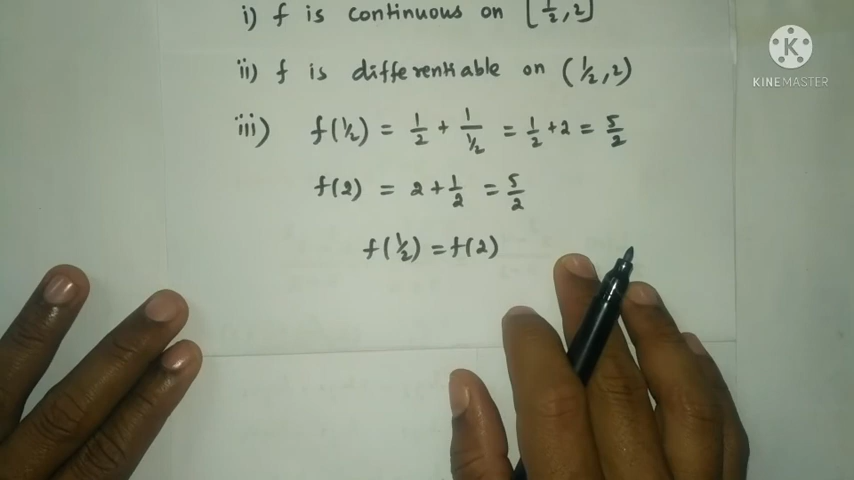 i) f is continuous on [1/2, 2]
ii) f is differentiable on (1/2, 2)
iii) f(1/2) = 1/2 + 1/(1/2) = 1/2 + 2 = 5/2
f(2) = 2 + 1/2 = 5/2
f(1/2) = f(2)
K
KINEMASTER